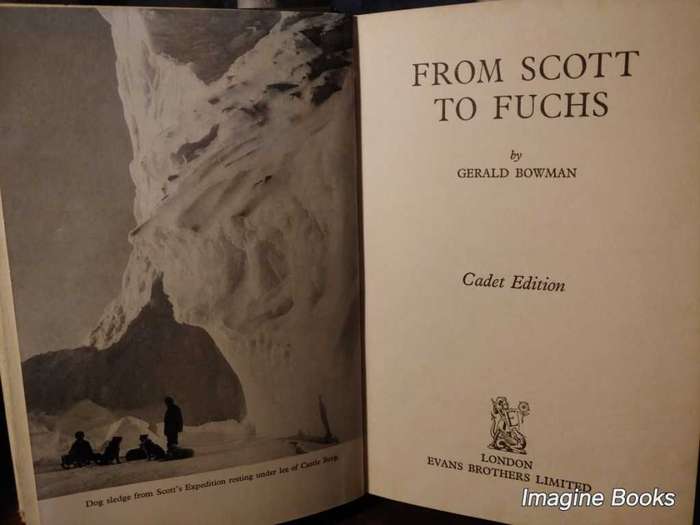 Dog sledge from Scott's Expedition resting under lee of Castle Berg.
FROM SCOTT
TO FUCHS
by
GERALD BOWMAN
Cadet Edition
E
LONDON
EVANS BROTHERS LIMITED
Imagine Books